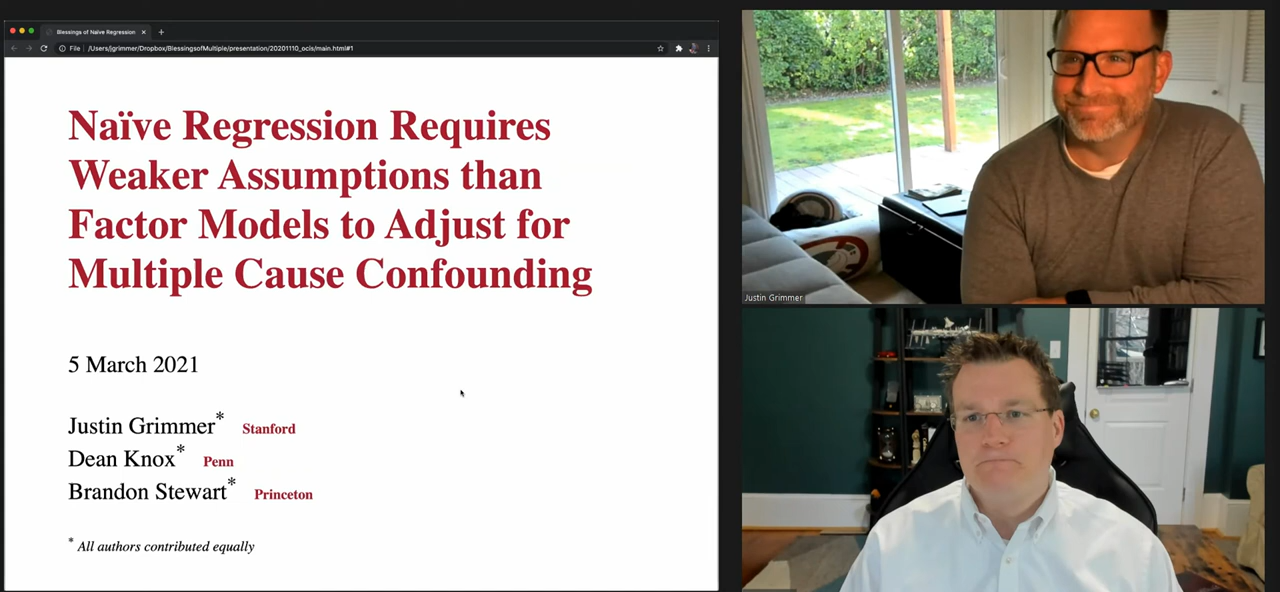 Blessings of Naive Regression
File /Users/jgrimmer/Dropbox/BlessingsofMultiple/presentation/20201110_ocis/main.html#1
Naïve Regression Requires
Weaker Assumptions than
Factor Models to Adjust for
Multiple Cause Confounding
5 March 2021
Justin Grimmer* Stanford
Dean Knox* Penn
Brandon Stewart* Princeton
* All authors contributed equally
Justin Grimmer